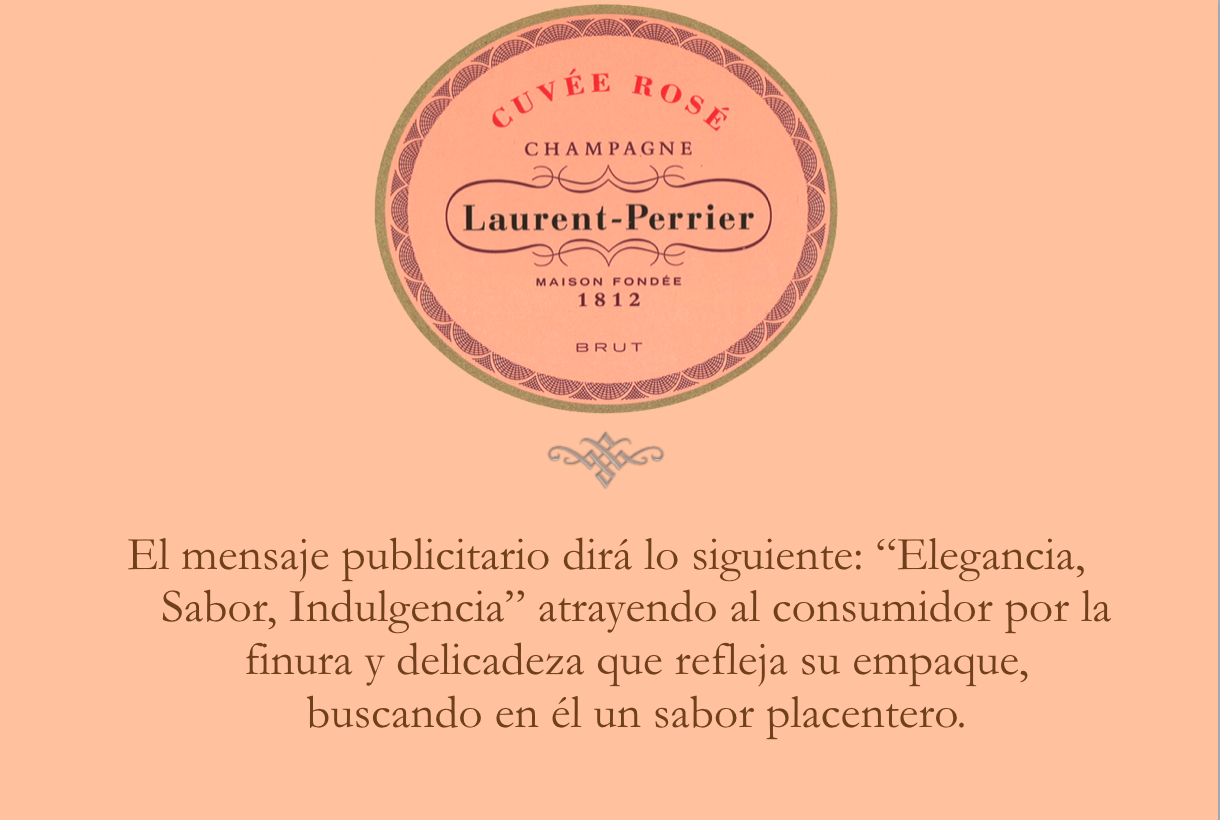 CUVÉE ROSÉ
CHAMPAGNE
Laurent-Perrier
MAISON FONDÉE
1812
BRUT
El mensaje publicitario dirá lo siguiente: “Elegancia,
Sabor, Indulgencia” atrayendo al consumidor por la
finura y delicadeza que refleja su empaque,
buscando en él un sabor placentero.